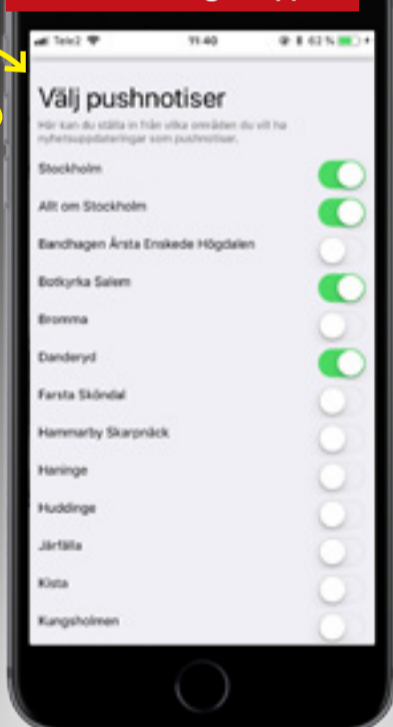 Tele2 11:40 62 %
Välj pushnotiser
Här kan du ställa in från vilka områden du vill ha
nyhetsuppdateringar som pushnotiser.
Stockholm
Allt om Stockholm
Bandhagen Årsta Enskede Högdalen
Botkyrka Salem
Bromma
Danderyd
Farsta Sköndal
Hammarby Skarpnäck
Haninge
Huddinge
Järfälla
Kista
Kungsholmen